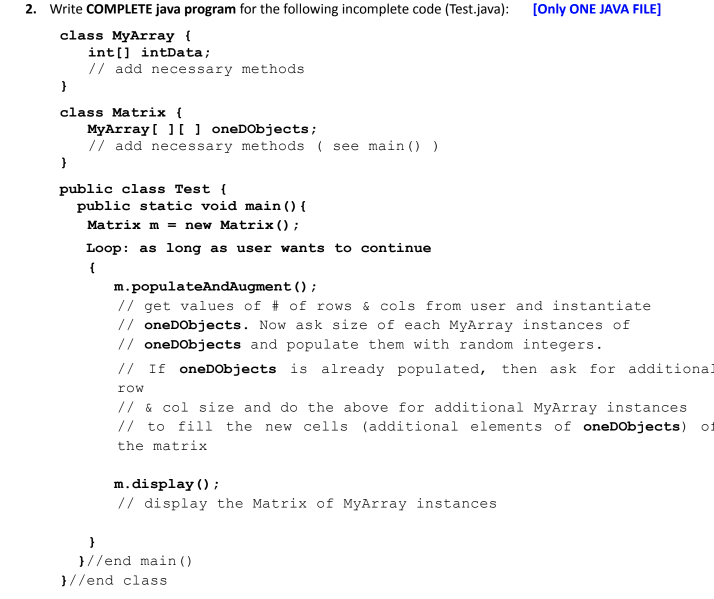 2. Write COMPLETE java program for the following incomplete code (Test.java): [Only ONE JAVA FILE]
class MyArray {
int[] intData;
// add necessary methods
}
class Matrix {
MyArray[ ][ ] oneDObjects;
// add necessary methods ( see main() )
}
public class Test {
public static void main(){
Matrix m = new Matrix();
Loop: as long as user wants to continue
{
m.populateAndAugment();
// get values of # of rows & cols from user and instantiate
// oneDObjects. Now ask size of each MyArray instances of
// oneDObjects and populate them with random integers.
// If oneDObjects is already populated, then ask for additional
row
// & col size and do the above for additional MyArray instances
// to fill the new cells (additional elements of oneDObjects) of
the matrix
m.display();
// display the Matrix of MyArray instances
}
}//end main()
}//end class